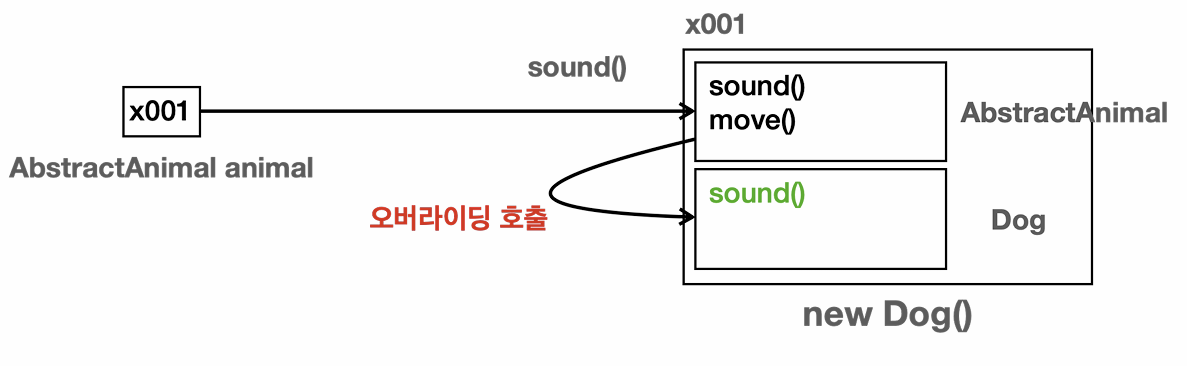 x001
sound()
sound()
move()
x001
AbstractAnimal
AbstractAnimal animal
sound()
오버라이딩 호출
Dog
new Dog()